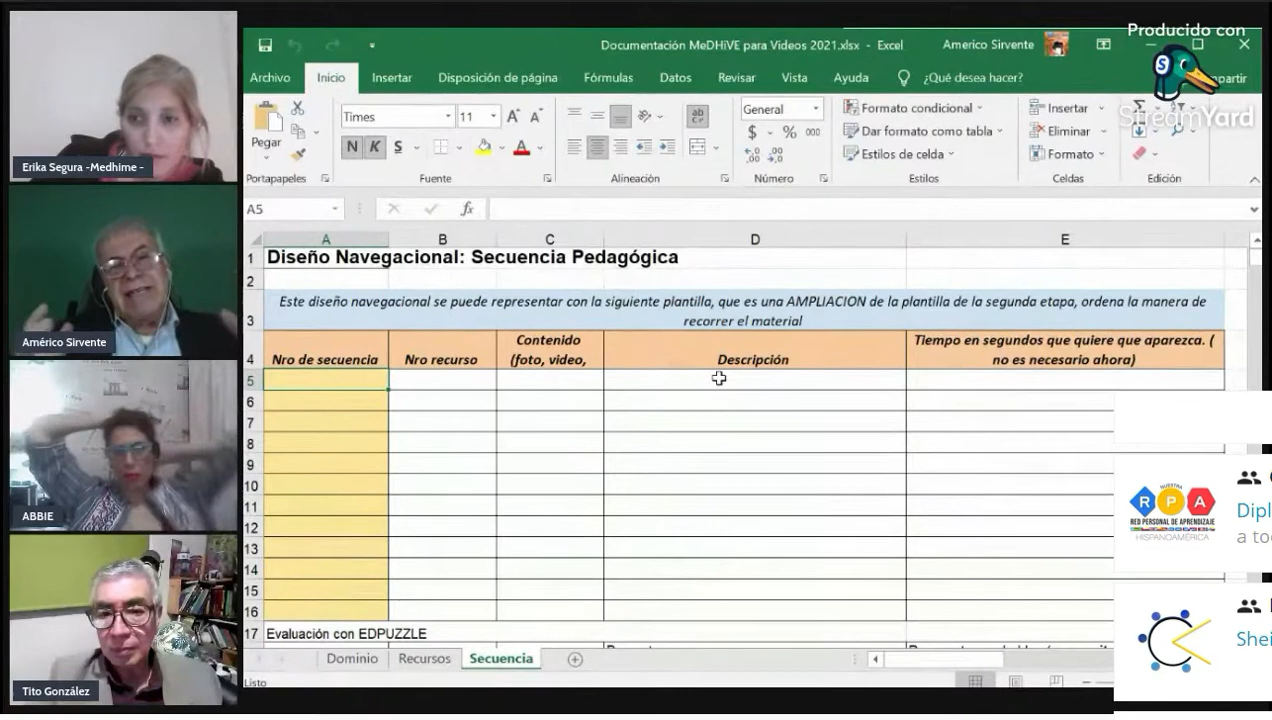 Erika Segura -Medhime -
Américo Sirvente
ABBIE
Tito González
Documentación MeDHiVE para Videos 2021.xlsx - Excel
Americo Sirvente
Producido con
StreamYard
Archivo Inicio Insertar Disposición de página Fórmulas Datos Revisar Vista Ayuda ¿Qué desea hacer? partir
Pegar
Times 11
N K S
General
$ % 000
Formato condicional
Dar formato como tabla
Estilos de celda
Insertar
Eliminar
Formato
Portapapeles Fuente Alineación Número Estilos Celdas Edición
A5 fx
A B C D E
1 Diseño Navegacional: Secuencia Pedagógica
2
3 Este diseño navegacional se puede representar con la siguiente plantilla, que es una AMPLIACION de la plantilla de la segunda etapa, ordena la manera de
recorrer el material
4 Nro de secuencia Nro recurso Contenido (foto, video, Descripción Tiempo en segundos que quiere que aparezca. ( no es necesario ahora)
5
6
7
8
9
10
11
12
13
14
15
16
17 Evaluación con EDPUZZLE
Dominio Recursos Secuencia
Listo
NUESTRA
RPA
RED PERSONAL DE APRENDIZAJE
HISPANOAMÉRICA
Dipl
a to
Shei